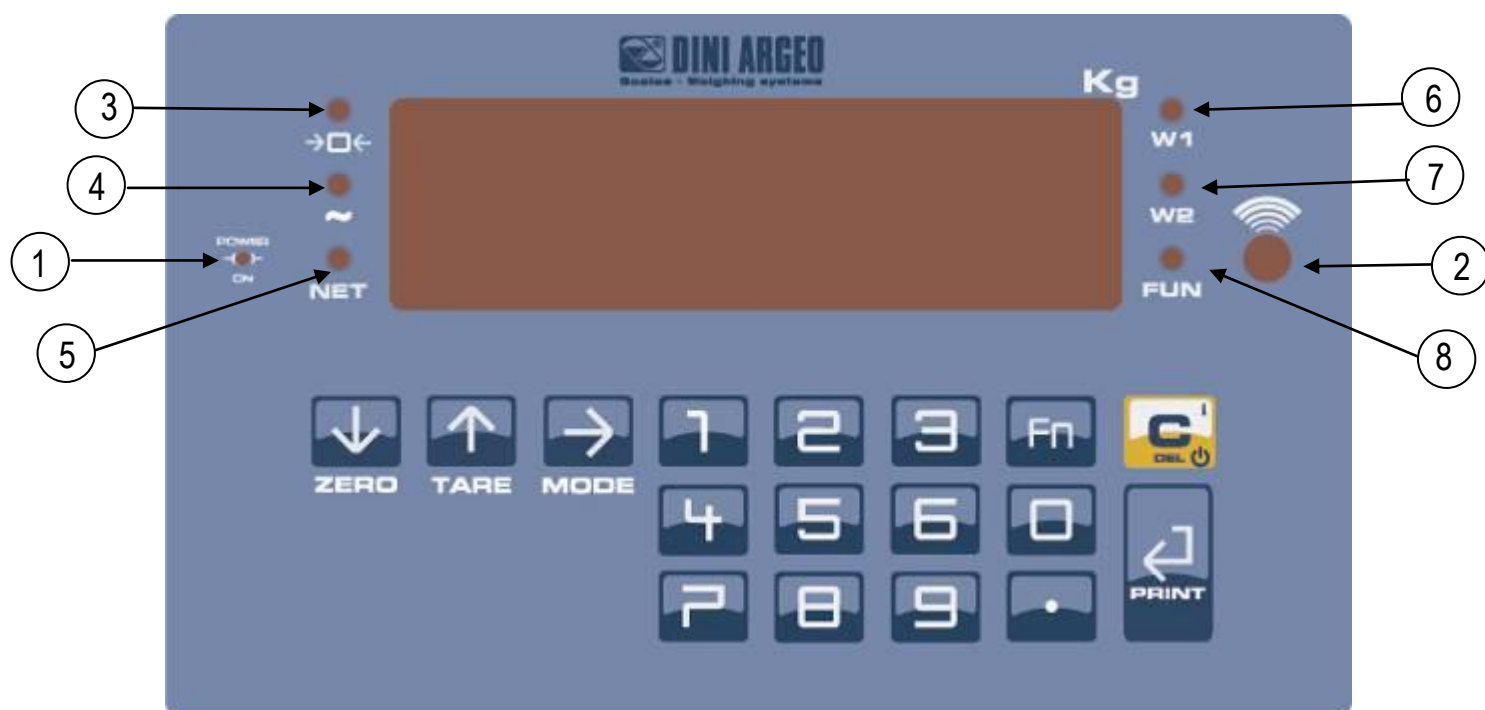 DINI ARGEO
Scales - Weighing systems
Kg
3
6
→□←
W1
4
7
~
W2
POWER
1
2
ON
NET
FUN
5
8
1 2 3 Fn C i
DEL
ZERO TARE MODE
4 5 6 0
PRINT
7 8 9 .